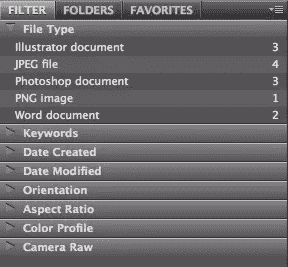 FILTER FOLDERS FAVORITES
File Type
Illustrator document 3
JPEG file 4
Photoshop document 3
PNG image 1
Word document 2
Keywords
Date Created
Date Modified
Orientation
Aspect Ratio
Color Profile
Camera Raw